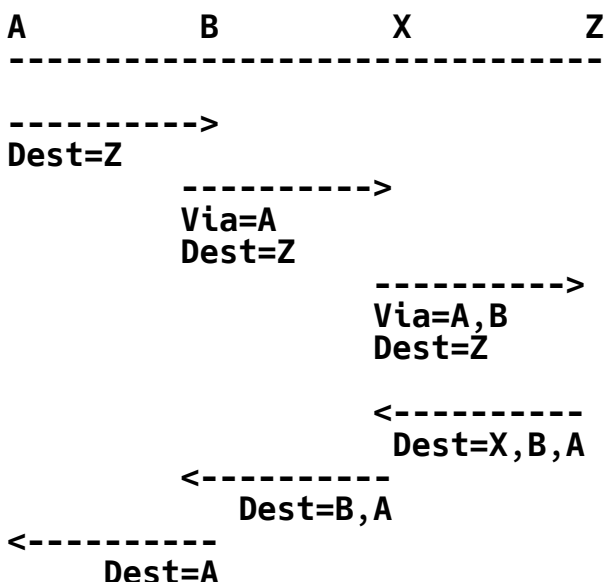 A B X Z
-------------------------------
---------->
Dest=Z
---------->
Via=A
Dest=Z
---------->
Via=A,B
Dest=Z
<----------
Dest=X,B,A
<----------
Dest=B,A
<----------
Dest=A